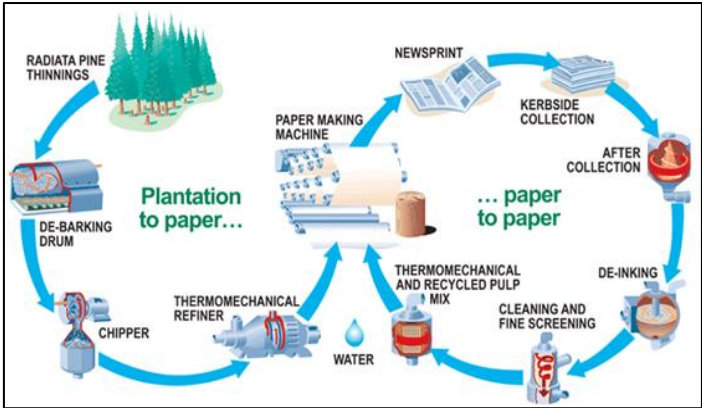 RADIATA PINE
THINNINGS
DE-BARKING
DRUM
CHIPPER
THERMOMECHANICAL
REFINER
Plantation
to paper...
PAPER MAKING
MACHINE
NEWSPRINT
KERBSIDE
COLLECTION
AFTER
COLLECTION
DE-INKING
CLEANING AND
FINE SCREENING
THERMOMECHANICAL
AND RECYCLED PULP
MIX
WATER
... paper
to paper